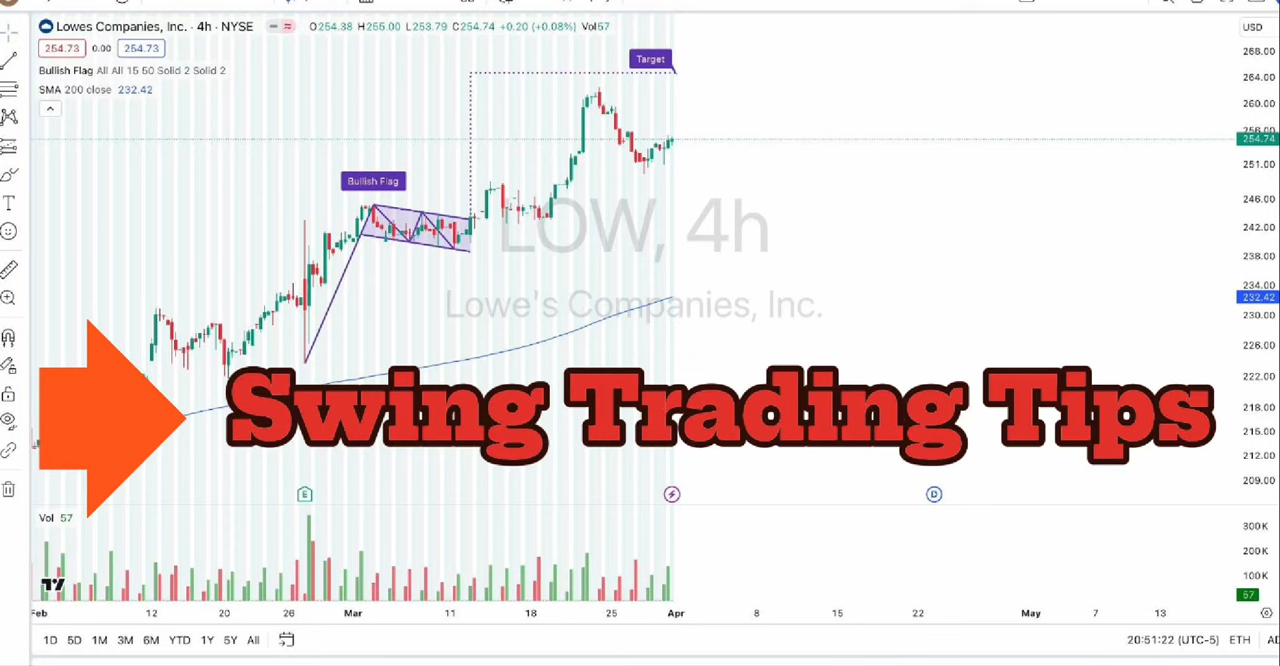 Lowes Companies, Inc. · 4h · NYSE O254.38 H255.00 L253.79 C254.74 +0.20 (+0.08%) Vol57
USD
254.73 0.00 254.73
Bullish Flag All All 15 50 Solid 2 Solid 2
SMA 200 close 232.42
Target
Bullish Flag
268.00
264.00
260.00
256.00
254.74
251.00
246.00
242.00
238.00
234.00
232.42
230.00
226.00
222.00
218.00
215.00
212.00
209.00
LOW, 4h
Lowe's Companies, Inc.
Swing Trading Tips
E
D
Vol 57
300K
200K
100K
57
Feb 12 20 26 Mar 11 18 25 Apr 8 15 22 May 7 13
1D 5D 1M 3M 6M YTD 1Y 5Y All 20:51:22 (UTC-5) ETH